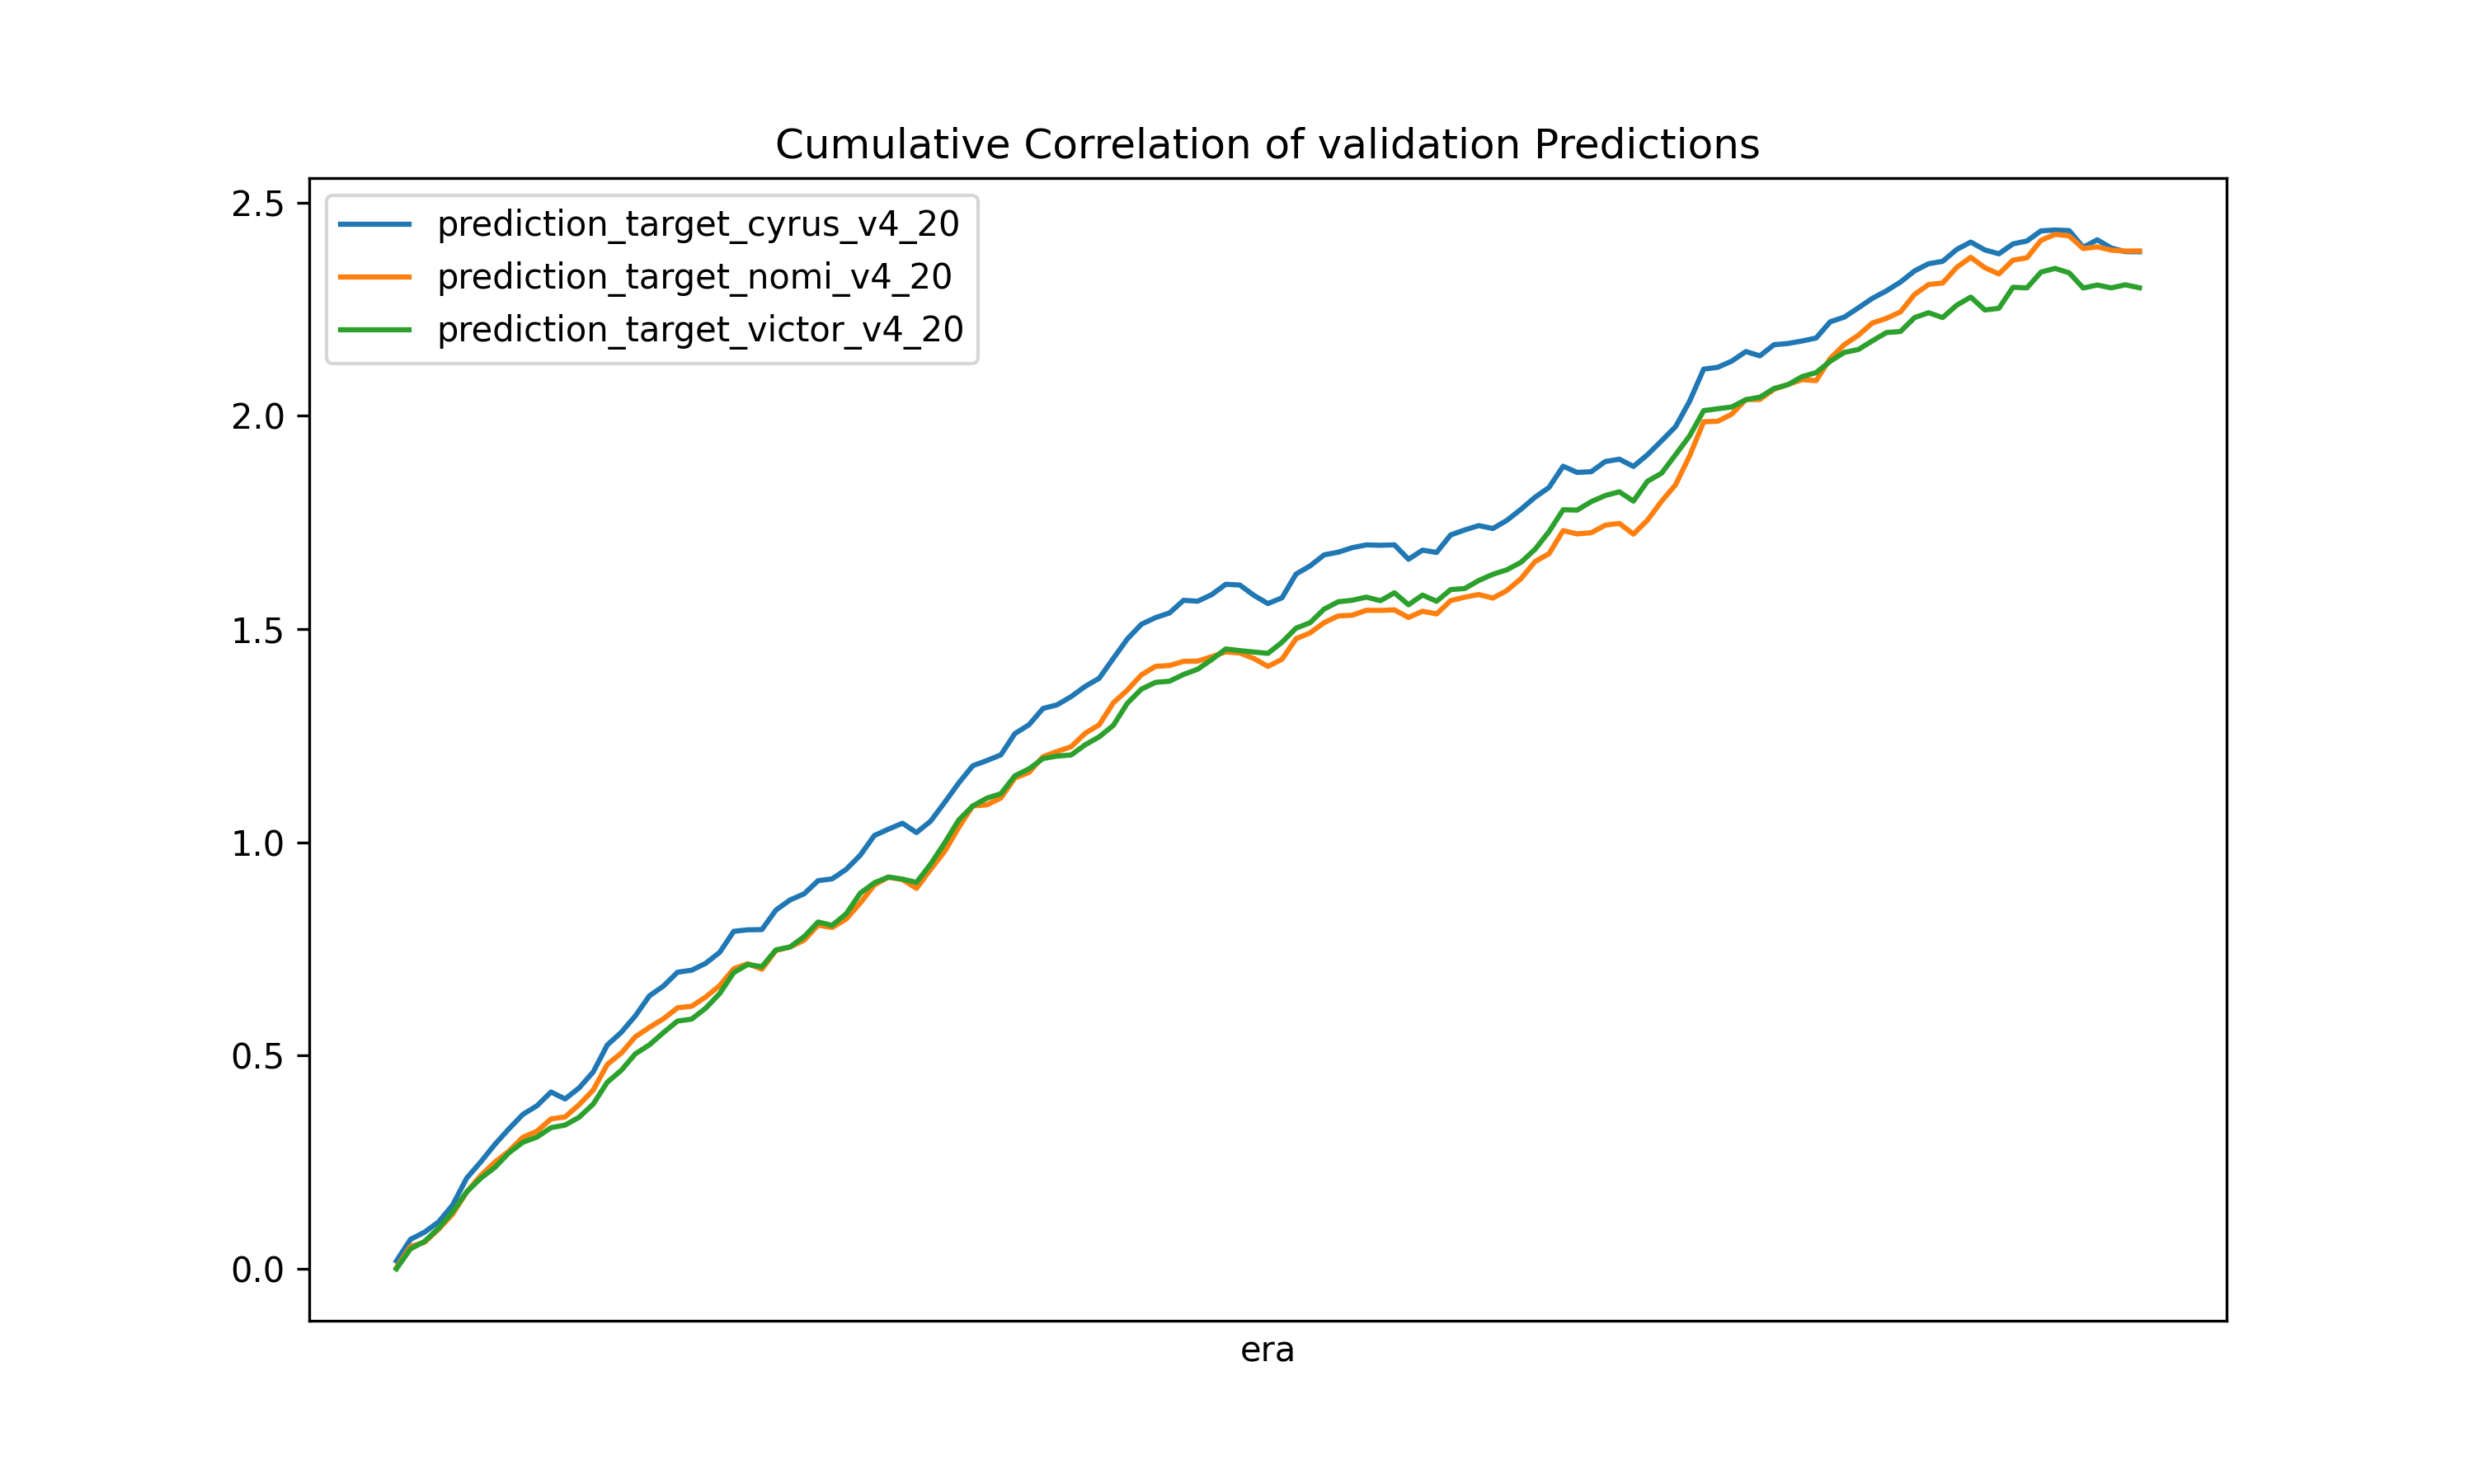 Cumulative Correlation of validation Predictions
2.5
2.0
1.5
1.0
0.5
0.0
prediction_target_cyrus_v4_20
prediction_target_nomi_v4_20
prediction_target_victor_v4_20
era